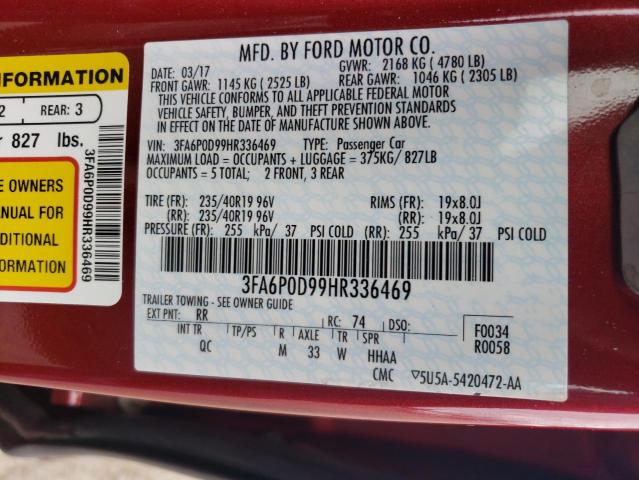 MFD. BY FORD MOTOR CO.
DATE: 03/17 GVWR: 2168 KG ( 4780 LB)
FRONT GAWR: 1145 KG ( 2525 LB) REAR GAWR: 1046 KG ( 2305 LB)
THIS VEHICLE CONFORMS TO ALL APPLICABLE FEDERAL MOTOR
VEHICLE SAFETY, BUMPER, AND THEFT PREVENTION STANDARDS
IN EFFECT ON THE DATE OF MANUFACTURE SHOWN ABOVE.
VIN: 3FA6P0D99HR336469 TYPE: Passenger Car
MAXIMUM LOAD = OCCUPANTS + LUGGAGE = 375KG/ 827LB
OCCUPANTS = 5 TOTAL; 2 FRONT, 3 REAR
TIRE (FR): 235/40R19 96V RIMS (FR): 19x8.0J
(RR): 235/40R19 96V (RR): 19x8.0J
PRESSURE (FR): 255 kPa/ 37 PSI COLD (RR): 255 kPa/ 37 PSI COLD
3FA6P0D99HR336469
TRAILER TOWING - SEE OWNER GUIDE
EXT PNT: RR RC: 74 DSO:
INT TR TP/PS R AXLE TR SPR
QC M 33 W HHAA
F0034
R0058
CMC ▽5U5A-5420472-AA
INFORMATION
2 REAR: 3
827 lbs.
OWNERS
MANUAL FOR
INFORMATION
3FA6P0D99HR336469